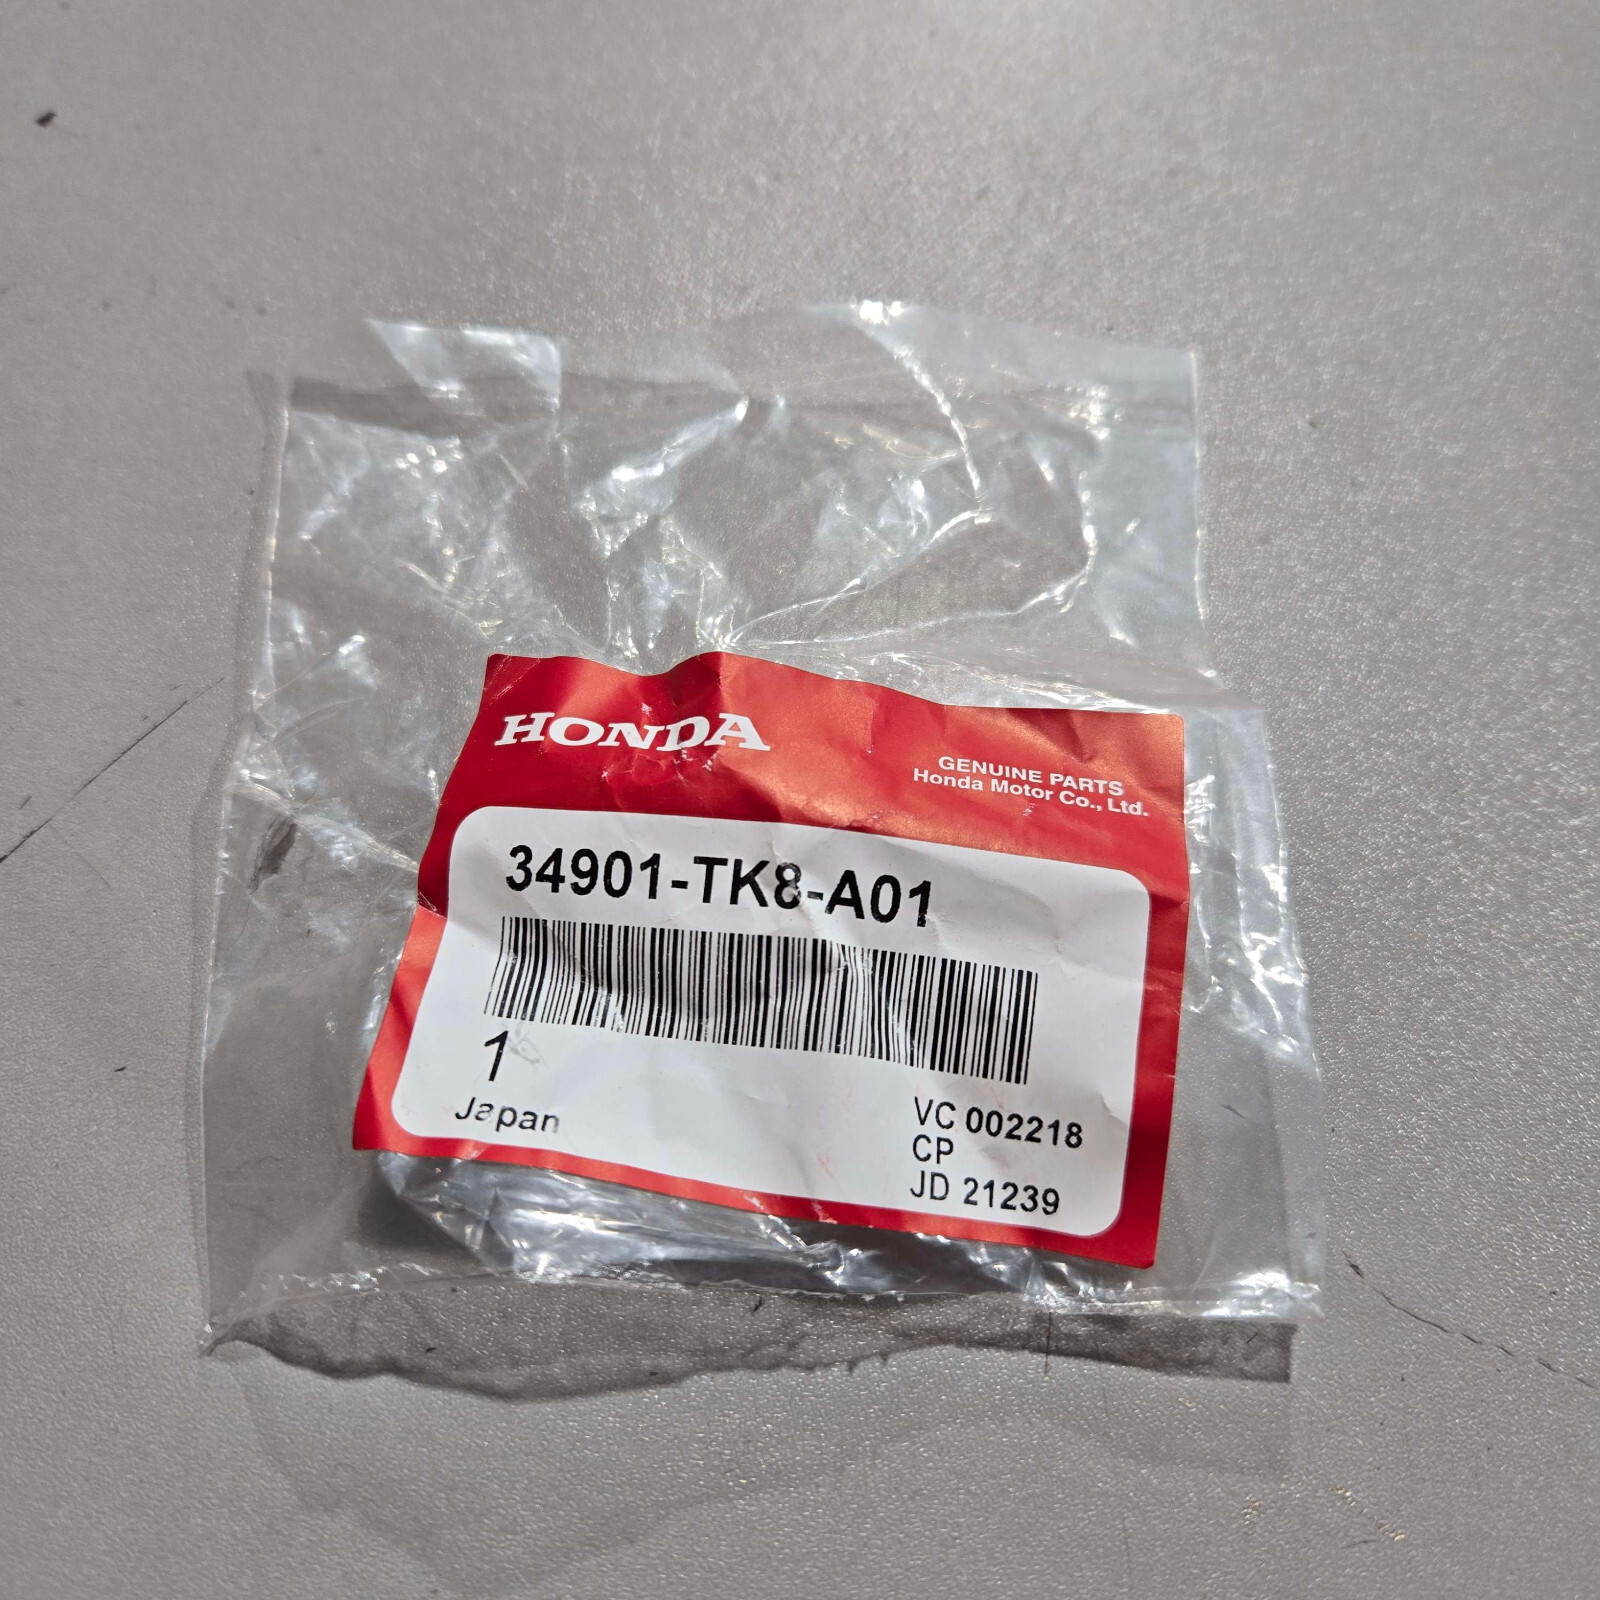 HONDA
GENUINE PARTS
Honda Motor Co., Ltd.
34901-TK8-A01
1
Japan
VC 002218
CP
JD 21239